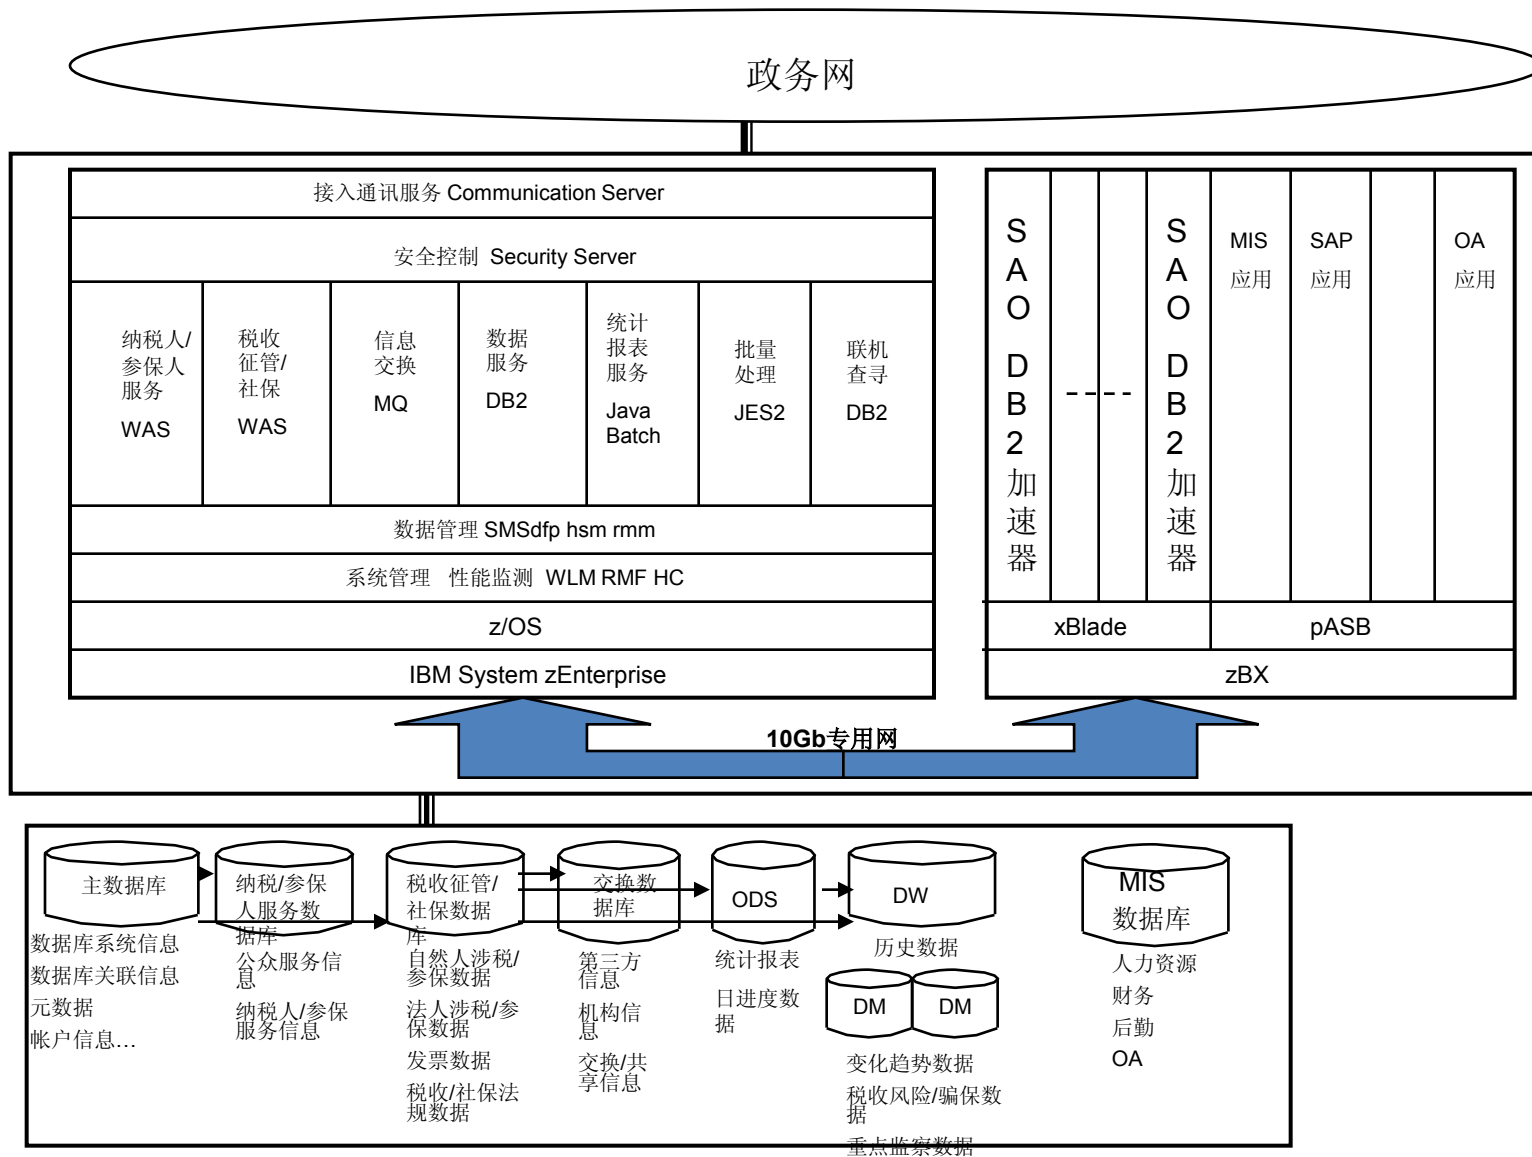 政务网
接入通讯服务 Communication Server
安全控制 Security Server
纳税人/
参保人
服务
WAS
税收
征管/
社保
WAS
信息
交换
MQ
数据
服务
DB2
统计
报表
服务
Java
Batch
批量
处理
JES2
联机
查寻
DB2
数据管理 SMSdfp hsm rmm
系统管理 性能监测 WLM RMF HC
z/OS
IBM System zEnterprise
S
A
O
D
B
2
加
速
器
S
A
O
D
B
2
加
速
器
MIS
应用
SAP
应用
OA
应用
xBlade
pASB
zBX
10Gb专用网
主数据库
数据库系统信息
数据库关联信息
元数据
帐户信息…
纳税/参保
人服务数
据库
公众服务信
息
纳税人/参保
服务信息
税收征管/
社保数据
库
自然人涉税/
参保数据
法人涉税/参
保数据
发票数据
税收/社保法
规数据
交换数
据库
第三方
信息
机构信
息
交换/共
享信息
ODS
统计报表
日进度数
据
DW
历史数据
DM
DM
变化趋势数据
税收风险/骗保数
据
重点监察数据
MIS
数据库
人力资源
财务
后勤
OA